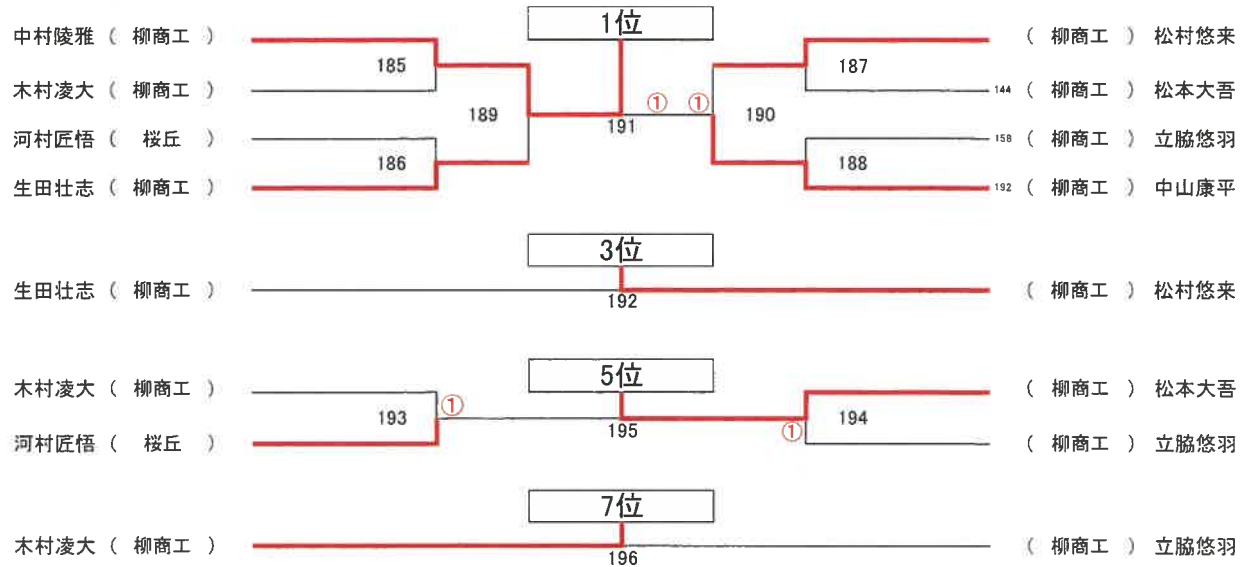 1位
中村陵雅 ( 柳商工 ) ( 柳商工 ) 松村悠来
185 187
木村凌大 ( 柳商工 ) 144 ( 柳商工 ) 松本大吾
189 ① ① 190
191
河村匠悟 ( 桜丘 ) 158 ( 柳商工 ) 立脇悠羽
186 188
生田壮志 ( 柳商工 ) 192 ( 柳商工 ) 中山康平
3位
生田壮志 ( 柳商工 ) ( 柳商工 ) 松村悠来
192
5位
木村凌大 ( 柳商工 ) ( 柳商工 ) 松本大吾
193 ① 195 ① 194
河村匠悟 ( 桜丘 ) ( 柳商工 ) 立脇悠羽
7位
木村凌大 ( 柳商工 ) ( 柳商工 ) 立脇悠羽
196